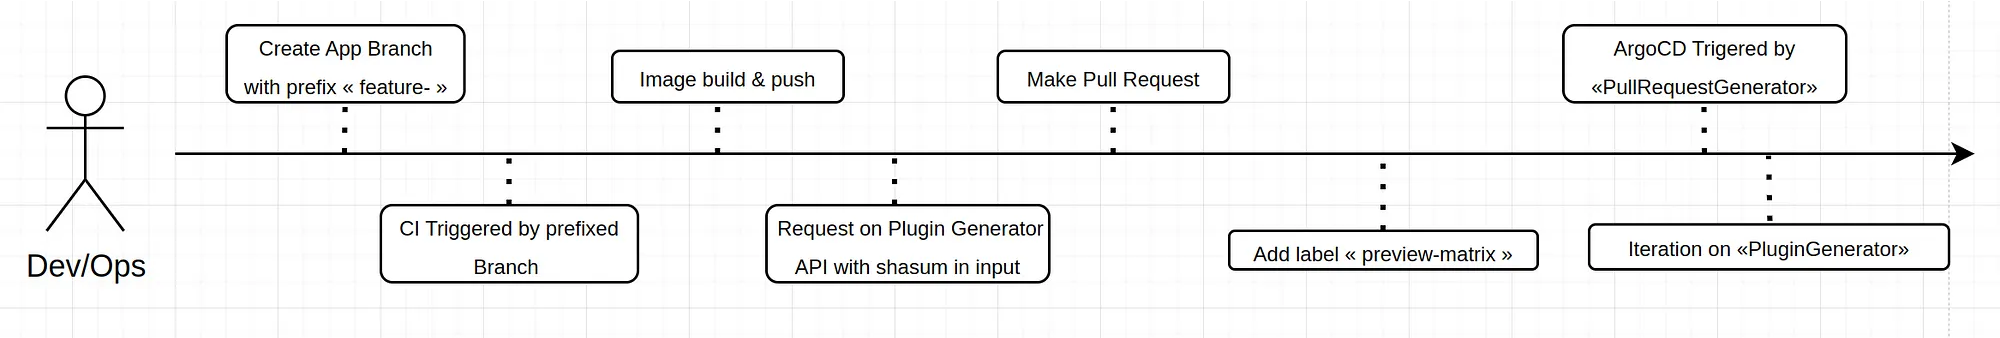 Create App Branch
with prefix « feature- »
Image build & push
Make Pull Request
ArgoCD Trigered by
«PullRequestGenerator»
Dev/Ops
CI Triggered by prefixed
Branch
Request on Plugin Generator
API with shasum in input
Add label « preview-matrix »
Iteration on «PluginGenerator»